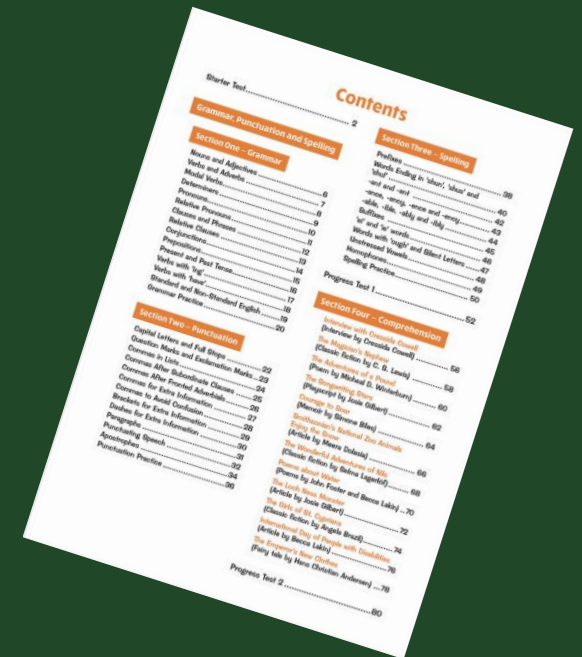 Contents
Starter Test 2
Grammar, Punctuation and Spelling
Section One – Grammar
Nouns and Adjectives 6
Verbs and Adverbs 7
Model Verbs 8
Determiners 9
Pronouns 10
Relative Pronouns 11
Clauses and Phrases 12
Relative Clauses 13
Conjunctions 14
Prepositions 15
Present and Past Tense 16
Verbs with 'ing' 17
Verbs with 'have' 18
Standard and Non-Standard English 19
Grammar Practice 20
Section Two – Punctuation
Capital Letters and Full Stops 22
Question Marks and Exclamation Marks 23
Commas in Lists 24
Commas After Subordinate Clauses 25
Commas After Fronted Adverbials 26
Commas for Extra Information 27
Commas to Avoid Confusion 28
Brackets for Extra Information 29
Dashes for Extra Information 30
Paragraphs 31
Punctuating Speech 32
Apostrophes 34
Punctuation Practice 36
Section Three – Spelling
Prefixes 38
Words Ending in 'shun', 'shus' and
'shul' 40
-ant and -ent 42
-ance, -ancy, -ence and -ency 43
-able, -ible, -ably and -ibly 44
Suffixes 45
'ei' and 'ie' words 46
Words with 'ough' and Silent Letters 47
Unstressed Vowels 48
Homophones 49
Spelling Practice 50
Progress Test 1 52
Section Four – Comprehension
Interview with Cressida Cowell
(Interview by Cressida Cowell) 56
The Magician's Nephew
(Classic fiction by C. S. Lewis) 58
The Adventures of a Pound
(Poem by Micheal D. Winterborn) 60
The Songwriting Stars
(Playscript by Josie Gilbert) 62
Courage to Soar
(Memoir by Simone Biles) 64
Smithsonian's National Zoo Animals
Enjoy the Snow
(Article by Meera Dolasia) 66
The Wonderful Adventures of Nils
(Classic fiction by Selma Lagerlöf) 68
Poems about Water
(Poems by John Foster and Becca Lakin) 70
The Loch Ness Monster
(Article by Josie Gilbert) 72
The Girls of St. Cyprians
(Classic fiction by Angela Brazil) 74
International Day of People with Disabilities
(Article by Becca Lakin) 76
The Emperor's New Clothes
(Fairy tale by Hans Christian Andersen) 78
Progress Test 2 80